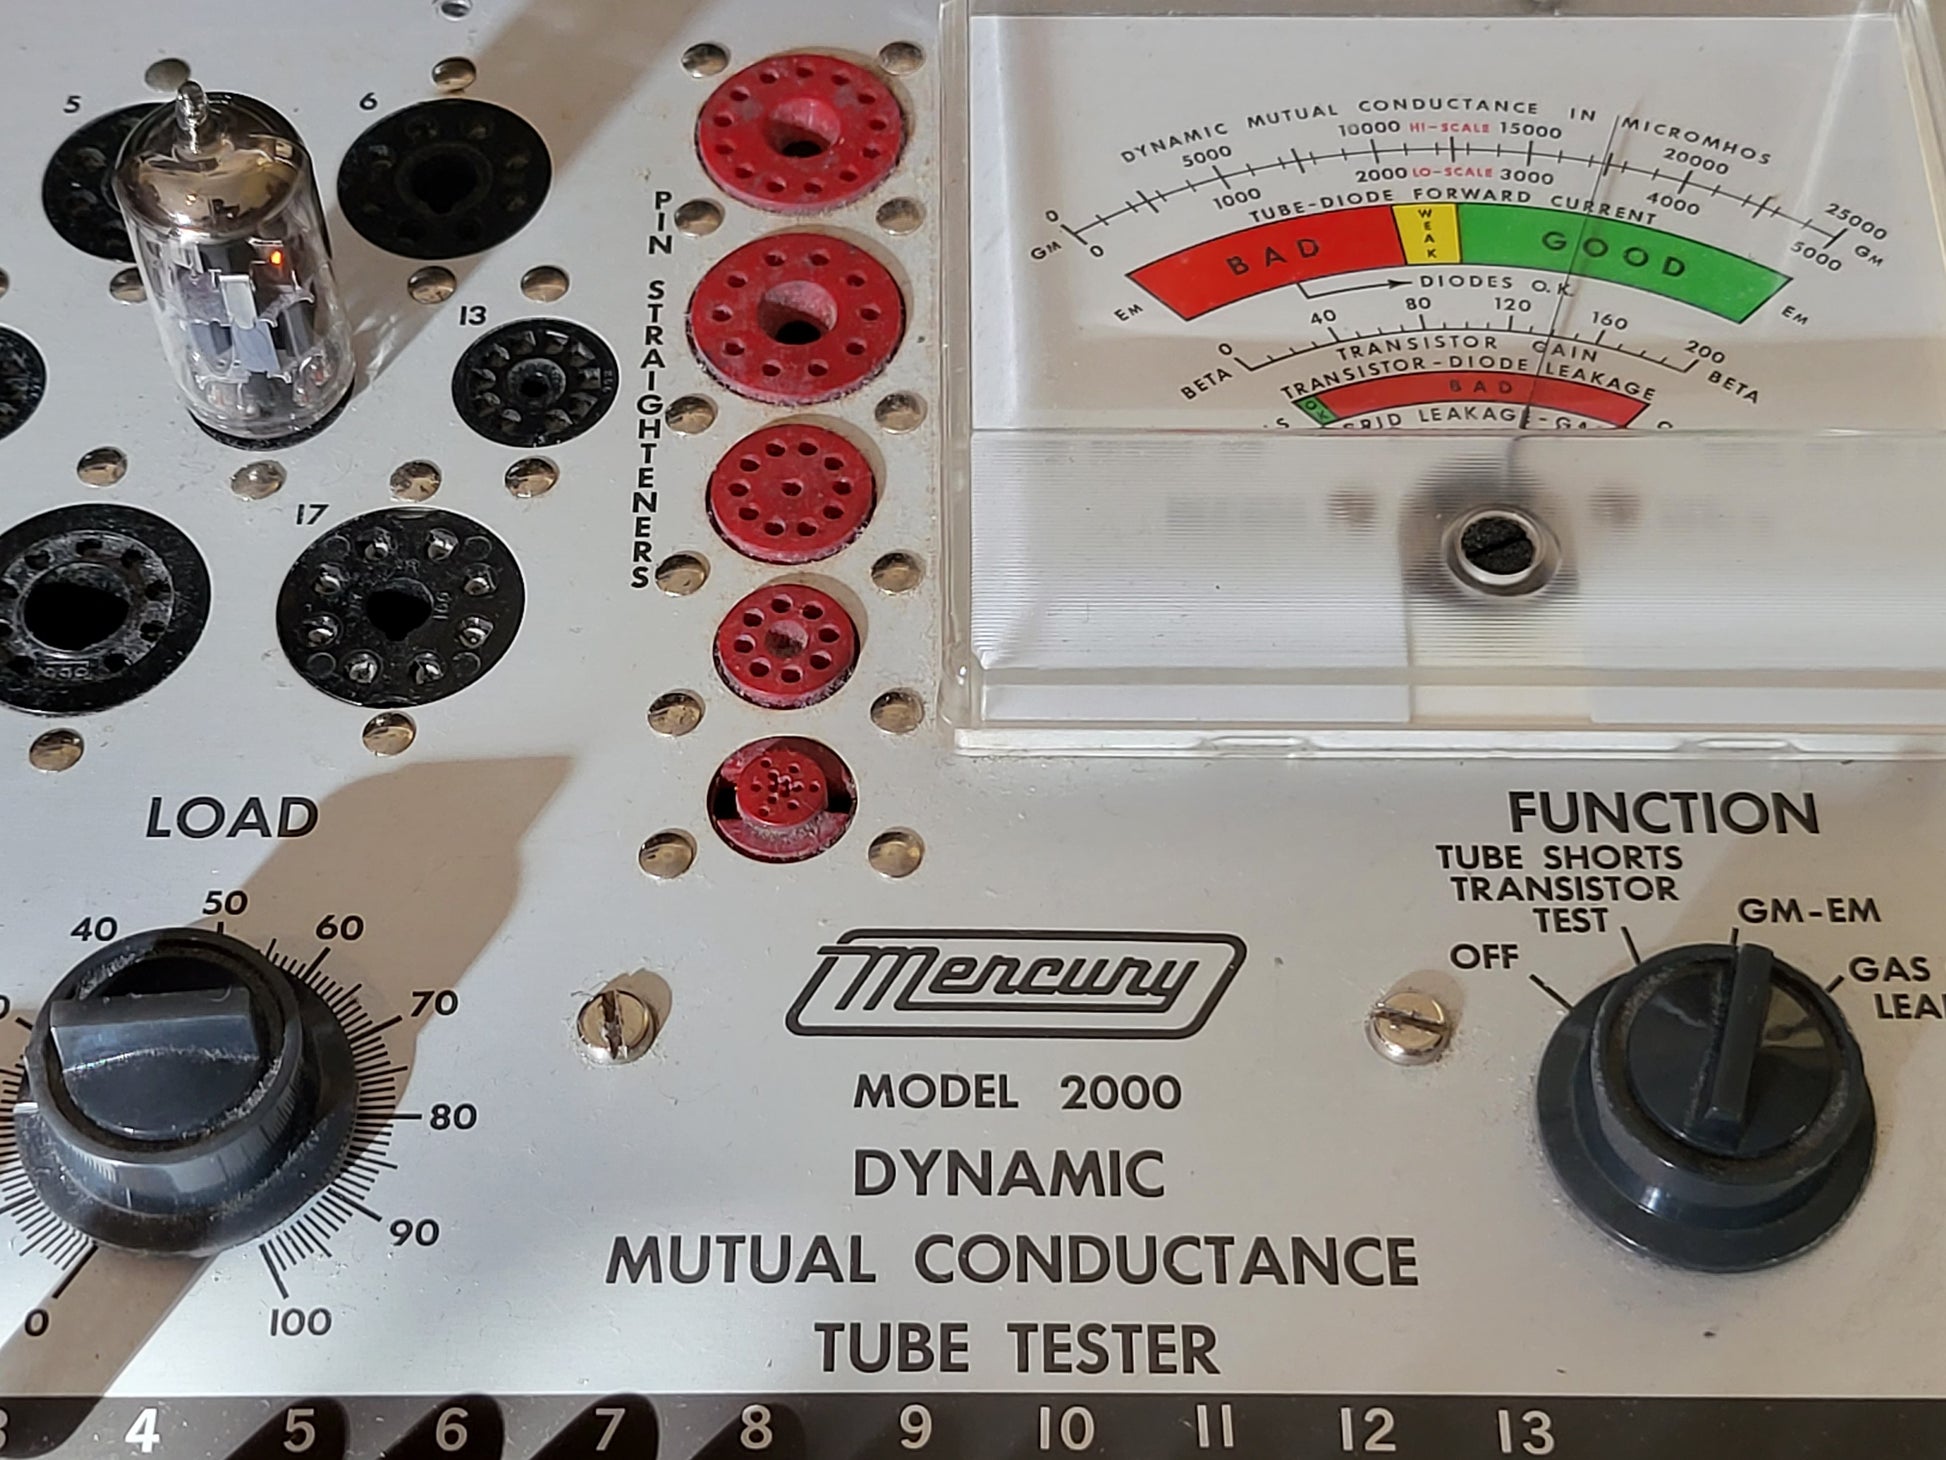 5
6
13
17
PIN STRAIGHTENERS
DYNAMIC MUTUAL CONDUCTANCE IN MICROMHOS
0 5000 10000 HI-SCALE 15000 20000 25000
GM 0 1000 2000 LO-SCALE 3000 4000 5000 GM
TUBE-DIODE FORWARD CURRENT
BAD WEAK GOOD
EM DIODES O.K. EM
0 40 80 120 160 200
BETA TRANSISTOR GAIN BETA
TRANSISTOR-DIODE LEAKAGE
OK BAD
LEAKAGE-
LOAD
0 40 50 60 70 80 90 100
Mercury
MODEL 2000
DYNAMIC
MUTUAL CONDUCTANCE
TUBE TESTER
FUNCTION
TUBE SHORTS
TRANSISTOR
TEST
OFF
GM-EM
GAS
4 5 6 7 8 9 10 11 12 13